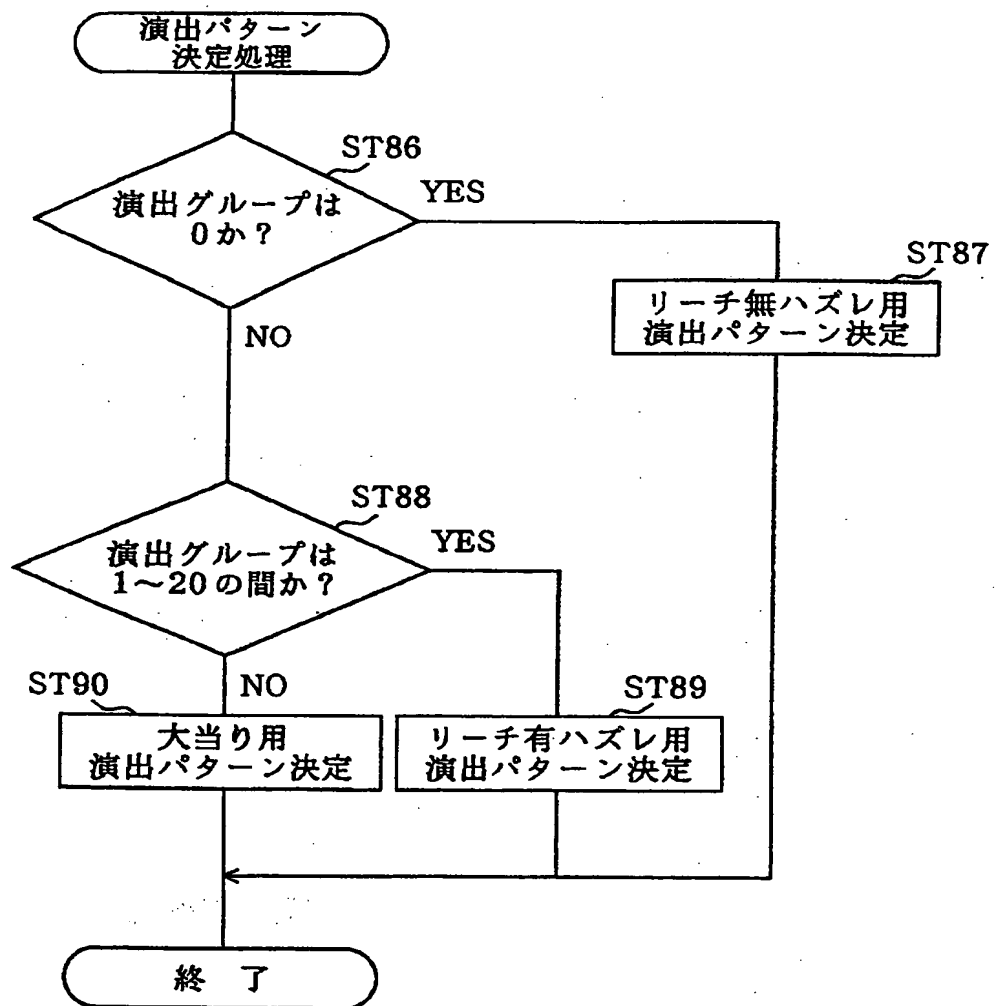 演出パターン
決定処理
ST86
演出グループは
0か？
YES
NO
ST87
リーチ無ハズレ用
演出パターン決定
ST88
演出グループは
1～20の間か？
YES
NO
ST90
大当り用
演出パターン決定
ST89
リーチ有ハズレ用
演出パターン決定
終 了